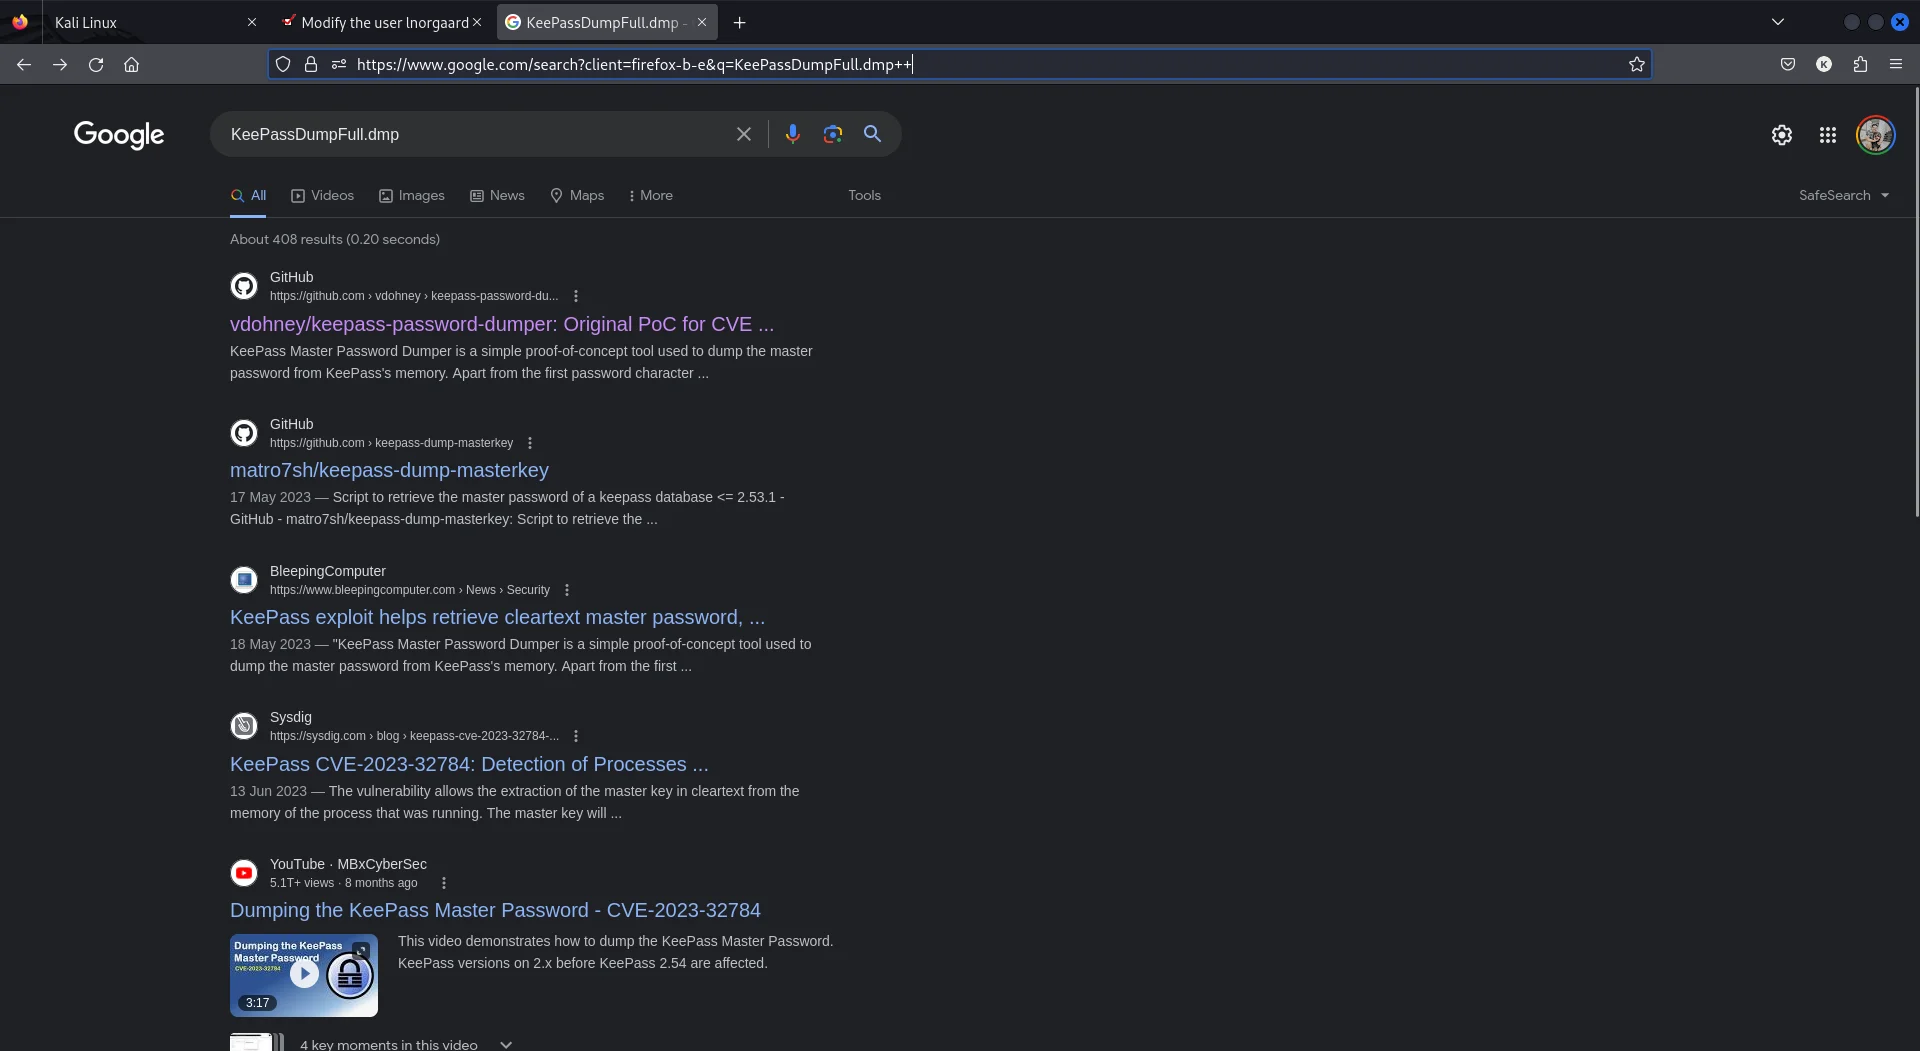 Kali Linux
Modify the user lnorgaard
KeePassDumpFull.dmp -
https://www.google.com/search?client=firefox-b-e&q=KeePassDumpFull.dmp++
K
Google
KeePassDumpFull.dmp
All
Videos
Images
News
Maps
More
Tools
SafeSearch
About 408 results (0.20 seconds)
GitHub
https://github.com › vdohney › keepass-password-du...
vdohney/keepass-password-dumper: Original PoC for CVE ...
KeePass Master Password Dumper is a simple proof-of-concept tool used to dump the master
password from KeePass's memory. Apart from the first password character ...
GitHub
https://github.com › keepass-dump-masterkey
matro7sh/keepass-dump-masterkey
17 May 2023 — Script to retrieve the master password of a keepass database <= 2.53.1 -
GitHub - matro7sh/keepass-dump-masterkey: Script to retrieve the ...
BleepingComputer
https://www.bleepingcomputer.com › News › Security
KeePass exploit helps retrieve cleartext master password, ...
18 May 2023 — "KeePass Master Password Dumper is a simple proof-of-concept tool used to
dump the master password from KeePass's memory. Apart from the first ...
Sysdig
https://sysdig.com › blog › keepass-cve-2023-32784-...
KeePass CVE-2023-32784: Detection of Processes ...
13 Jun 2023 — The vulnerability allows the extraction of the master key in cleartext from the
memory of the process that was running. The master key will ...
YouTube · MBxCyberSec
5.1T+ views · 8 months ago
Dumping the KeePass Master Password - CVE-2023-32784
Dumping the KeePass
Master Password
CVE-2023-32784
3:17
This video demonstrates how to dump the KeePass Master Password.
KeePass versions on 2.x before KeePass 2.54 are affected.
4 key moments in this video